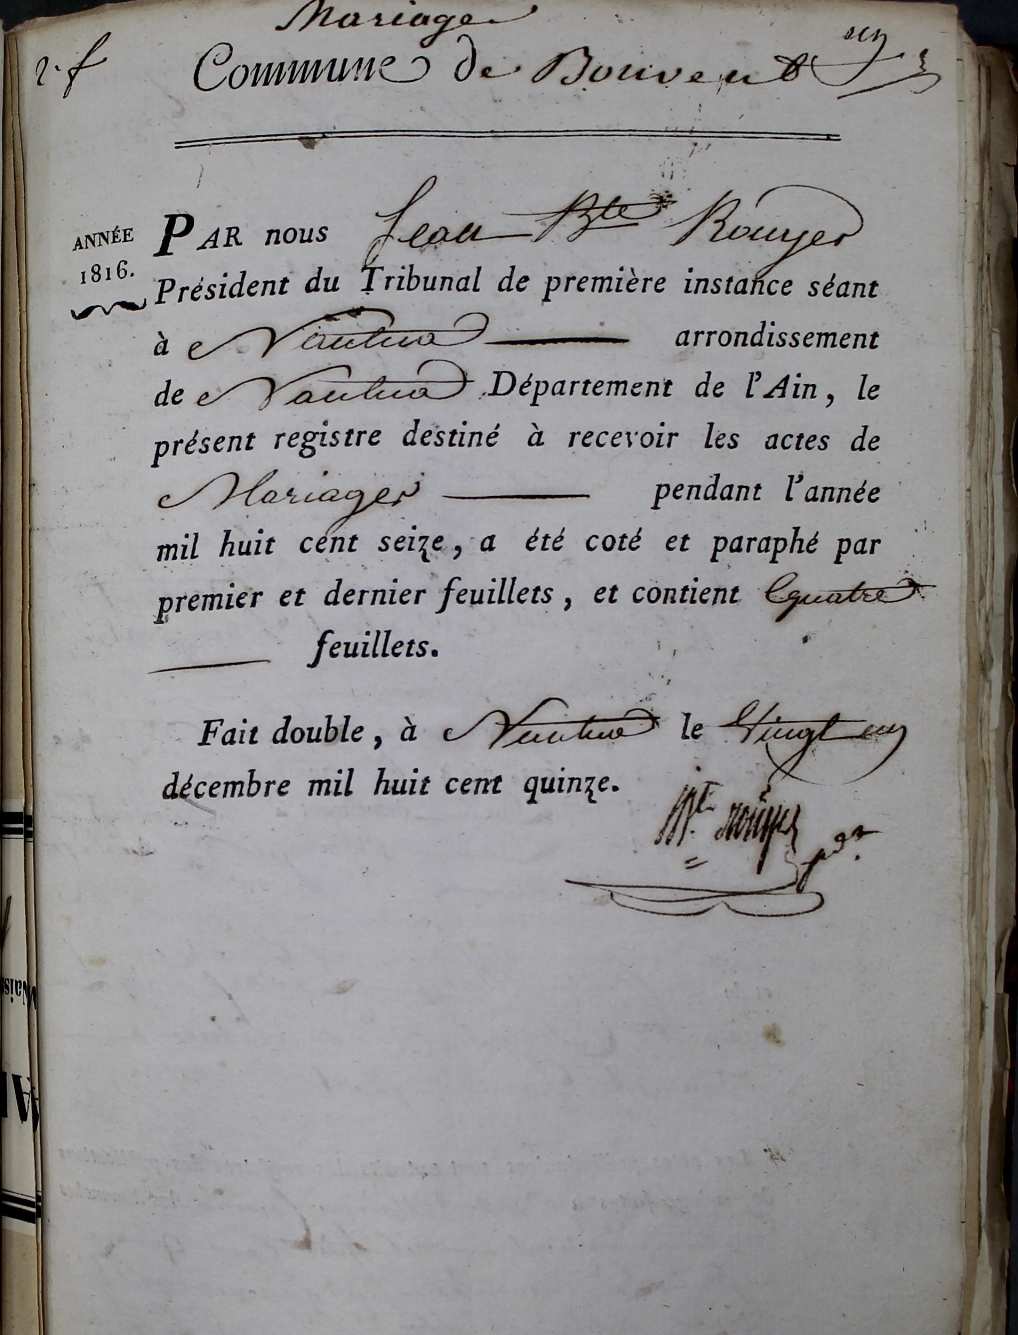 Mariages
2. f Commune de Bouvent
ANNÉE
1816.
PAR nous Jean Bte Rouyer
Président du Tribunal de première instance séant
à Nantua arrondissement
de Nantua Département de l'Ain, le
présent registre destiné à recevoir les actes de
Mariages pendant l'année
mil huit cent seize, a été coté et paraphé par
premier et dernier feuillets, et contient quatre
feuillets.
Fait double, à Nantua le Vingt un
décembre mil huit cent quinze.
Bte rouyer pdt.